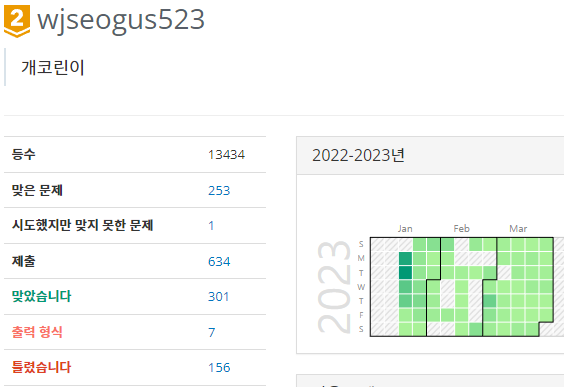 2 wjseogus523
개코린이
등수 13434
맞은 문제 253
시도했지만 맞지 못한 문제 1
제출 634
맞았습니다 301
출력 형식 7
틀렸습니다 156
2022-2023년
Jan Feb Mar
2023
S
M
T
W
T
F
S